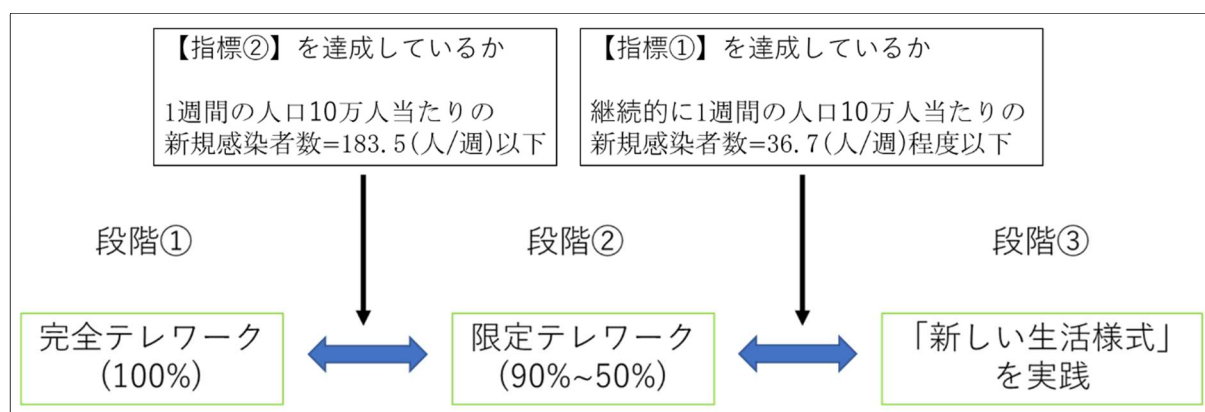 【指標②】を達成しているか
1週間の人口10万人当たりの
新規感染者数=183.5(人/週)以下
【指標①】を達成しているか
継続的に1週間の人口10万人当たりの
新規感染者数=36.7(人/週)程度以下
段階①
段階②
段階③
完全テレワーク
(100%)
限定テレワーク
(90%~50%)
「新しい生活様式」
を実践